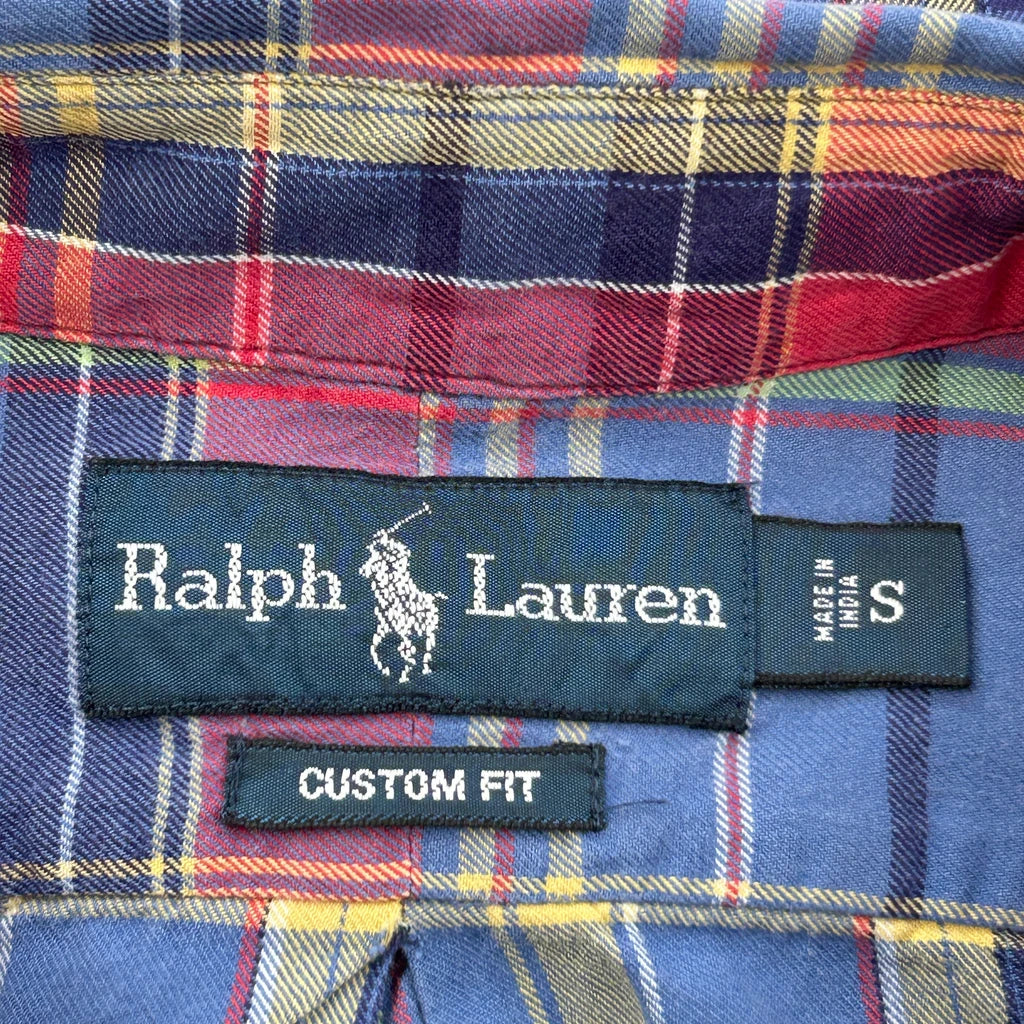 Ralph Lauren
MADE IN
INDIA
S
CUSTOM FIT